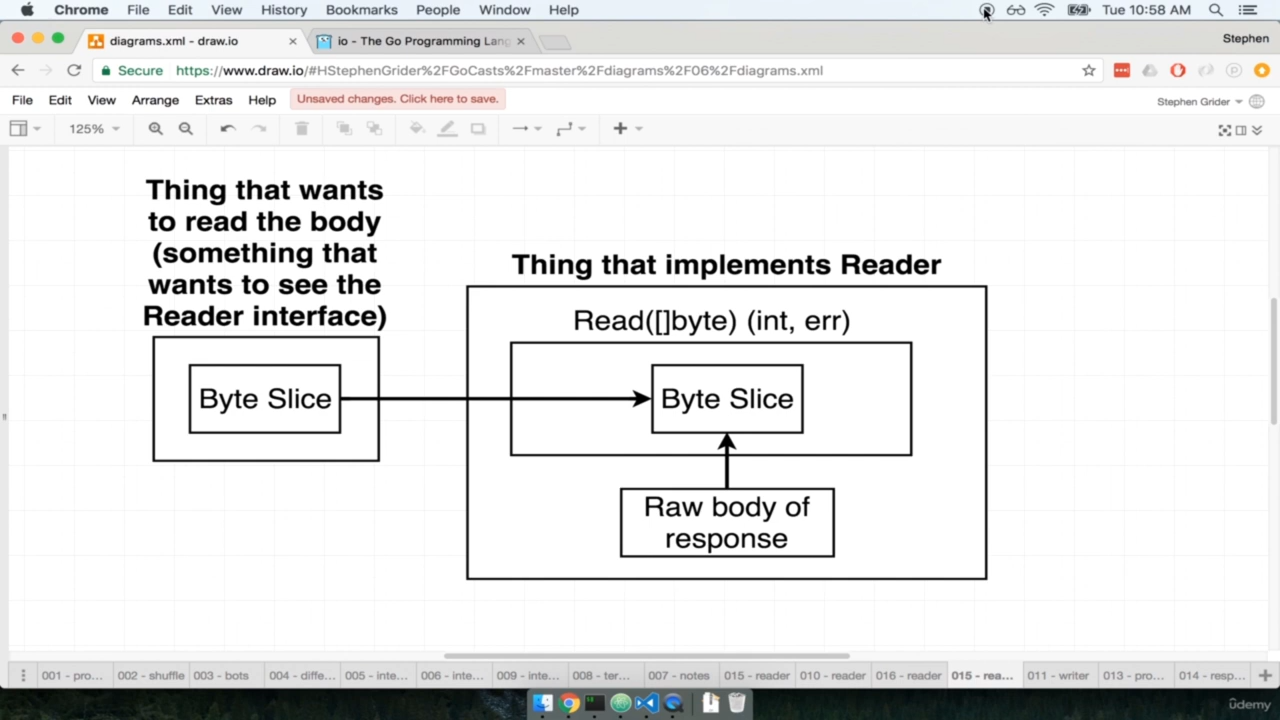 Chrome File Edit View History Bookmarks People Window Help Tue 10:58 AM
diagrams.xml - draw.io io - The Go Programming Lang Stephen
Secure https://www.draw.io/#HStephenGrider%2FGoCasts%2Fmaster%2Fdiagrams%2F06%2Fdiagrams.xml
File Edit View Arrange Extras Help Unsaved changes. Click here to save. Stephen Grider
125%
Thing that wants
to read the body
(something that
wants to see the
Reader interface)
Byte Slice
Thing that implements Reader
Read([]byte) (int, err)
Byte Slice
Raw body of
response
001 - pro... 002 - shuffle 003 - bots 004 - diffe... 005 - inte... 006 - inte... 009 - inte... 008 - ter... 007 - notes 015 - reader 010 - reader 016 - reader 015 - rea... 011 - writer 013 - pro... 014 - resp...
ûdemy